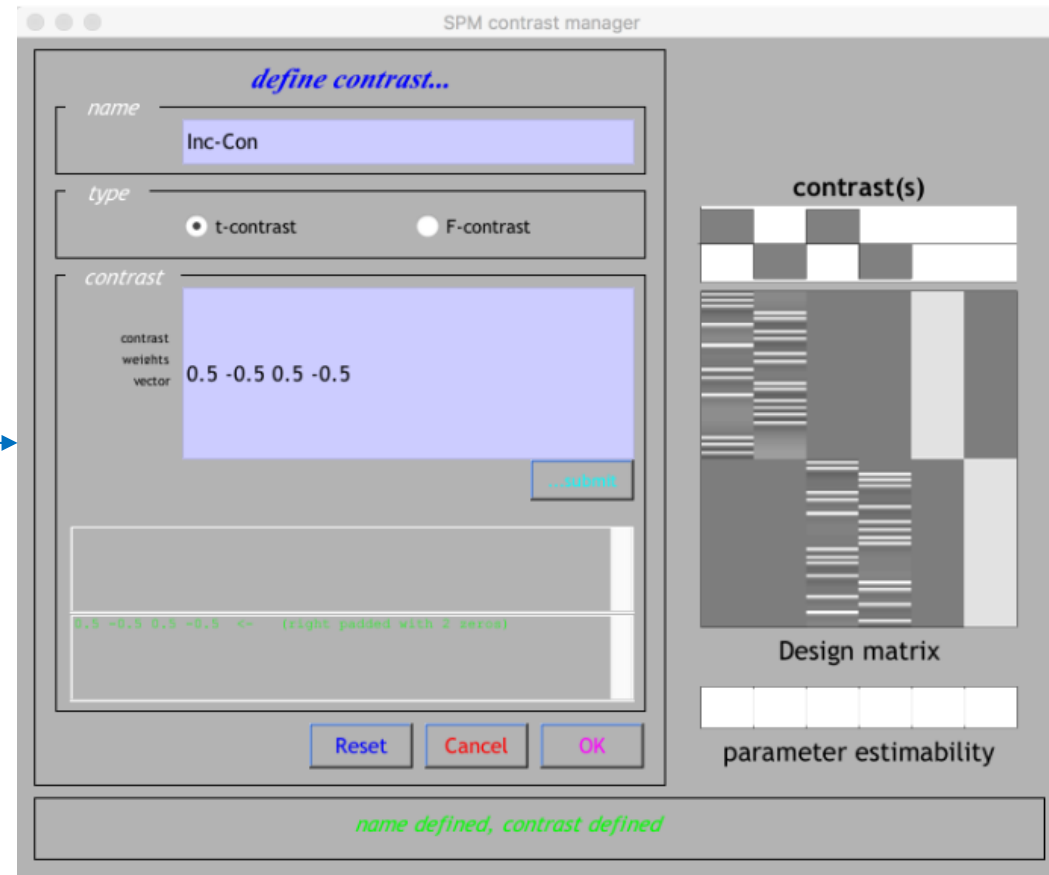 SPM contrast manager
define contrast...
name
Inc-Con
type
t-contrast
F-contrast
contrast
contrast
weights
vector
0.5 -0.5 0.5 -0.5
...submit
0.5 -0.5 0.5 -0.5 <- (right padded with 2 zeros)
Reset
Cancel
OK
contrast(s)
Design matrix
parameter estimability
name defined, contrast defined